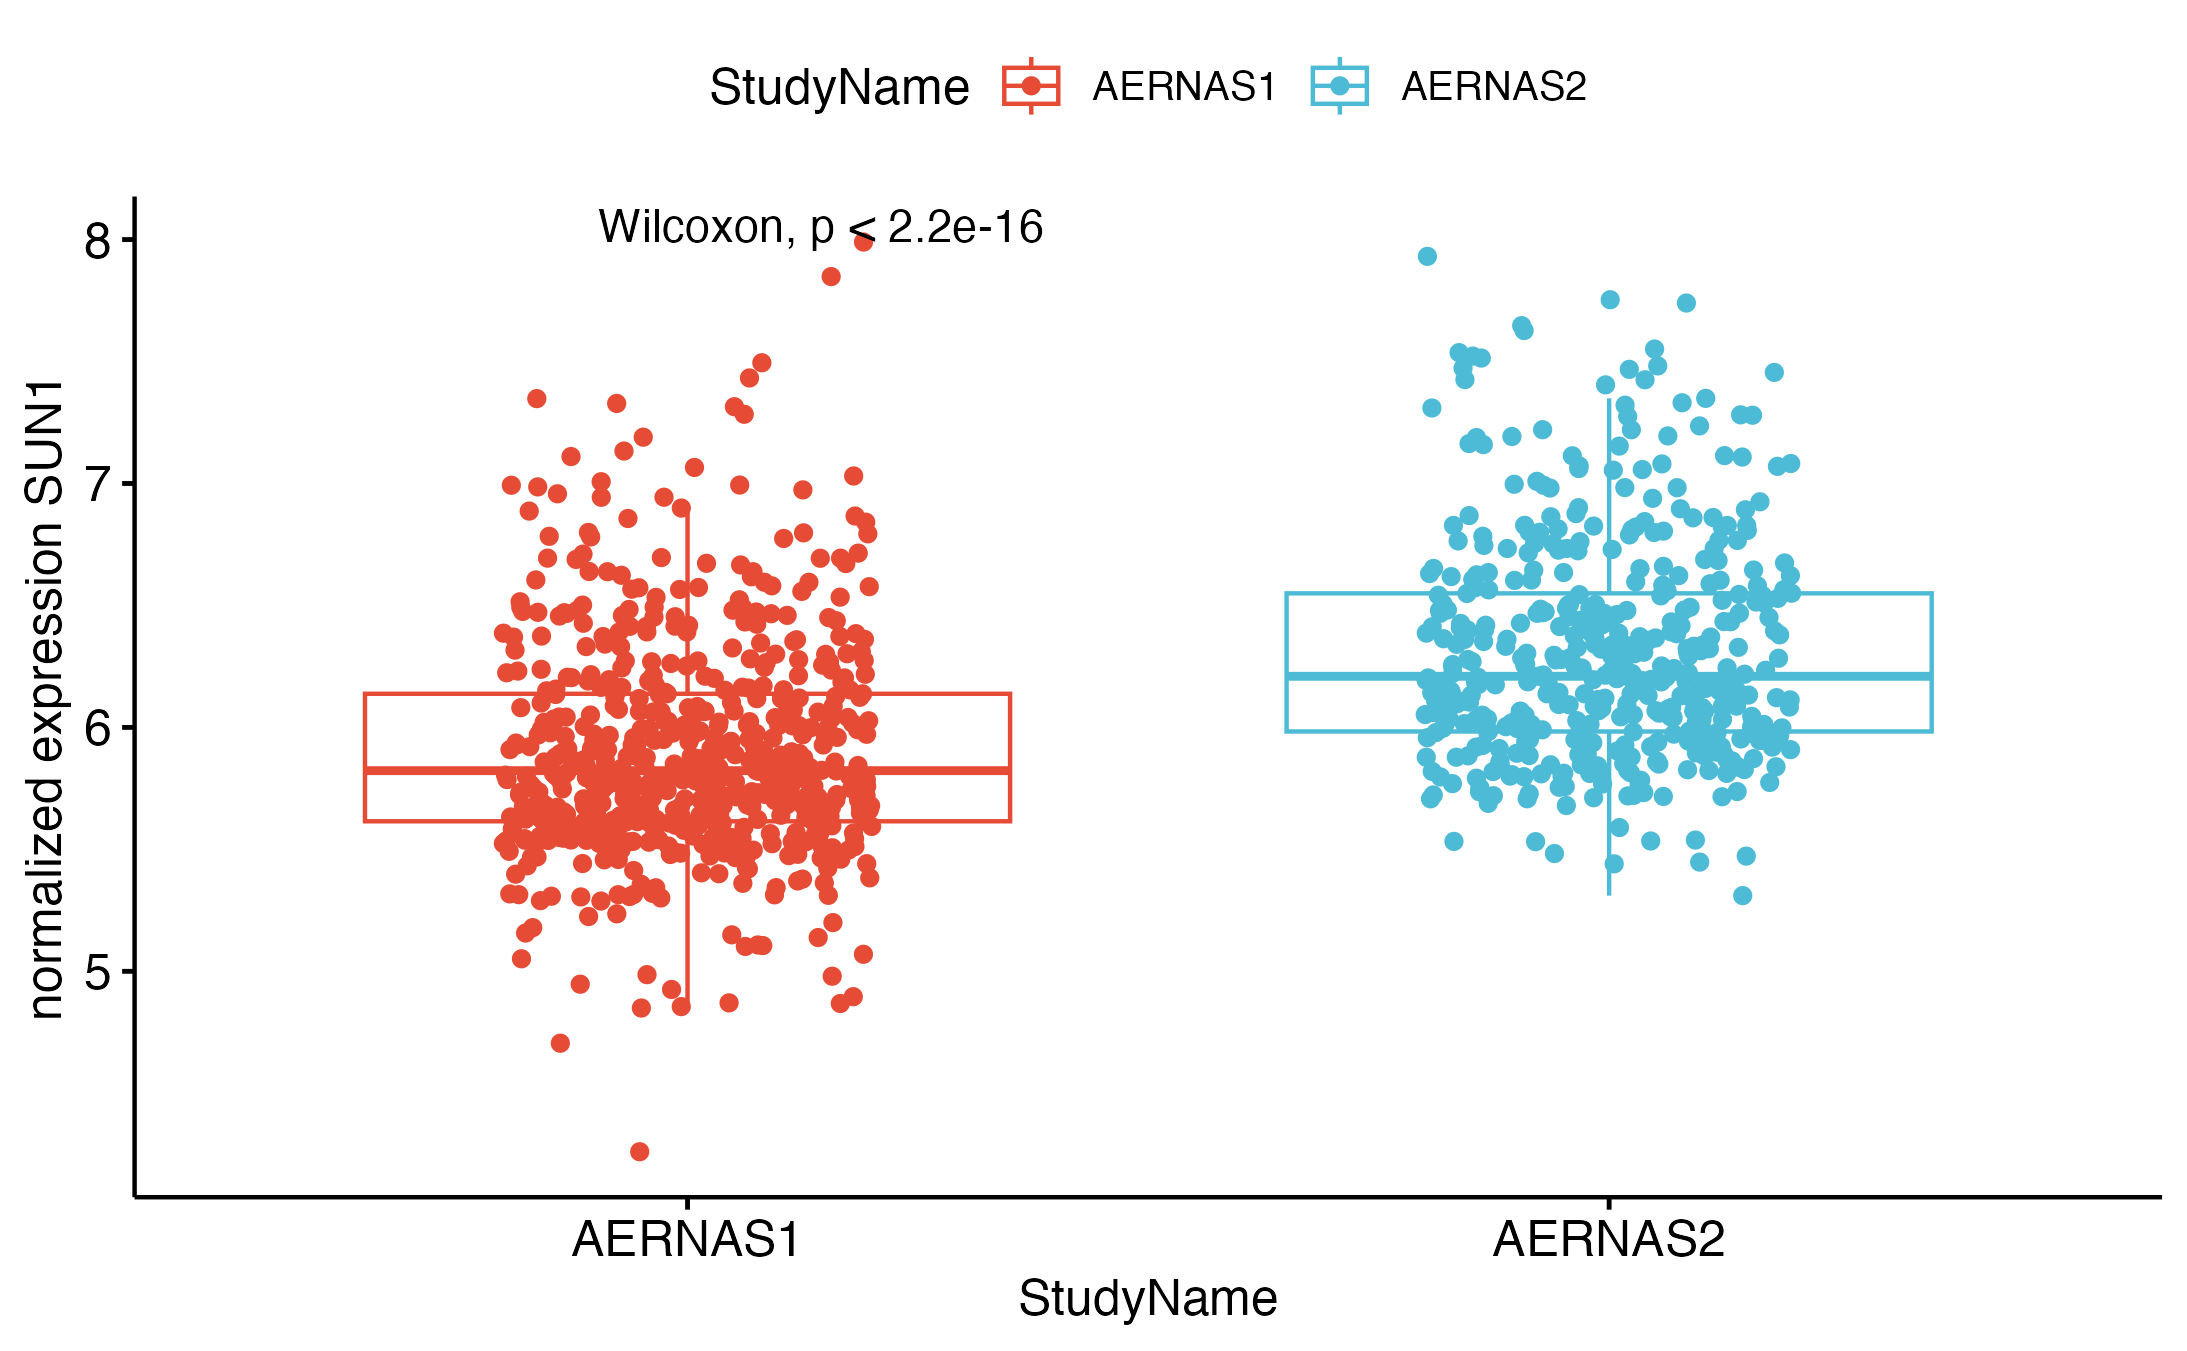 StudyName AERNAS1 AERNAS2
Wilcoxon, p < 2.2e-16
normalized expression SUN1
8
7
6
5
AERNAS1 AERNAS2
StudyName